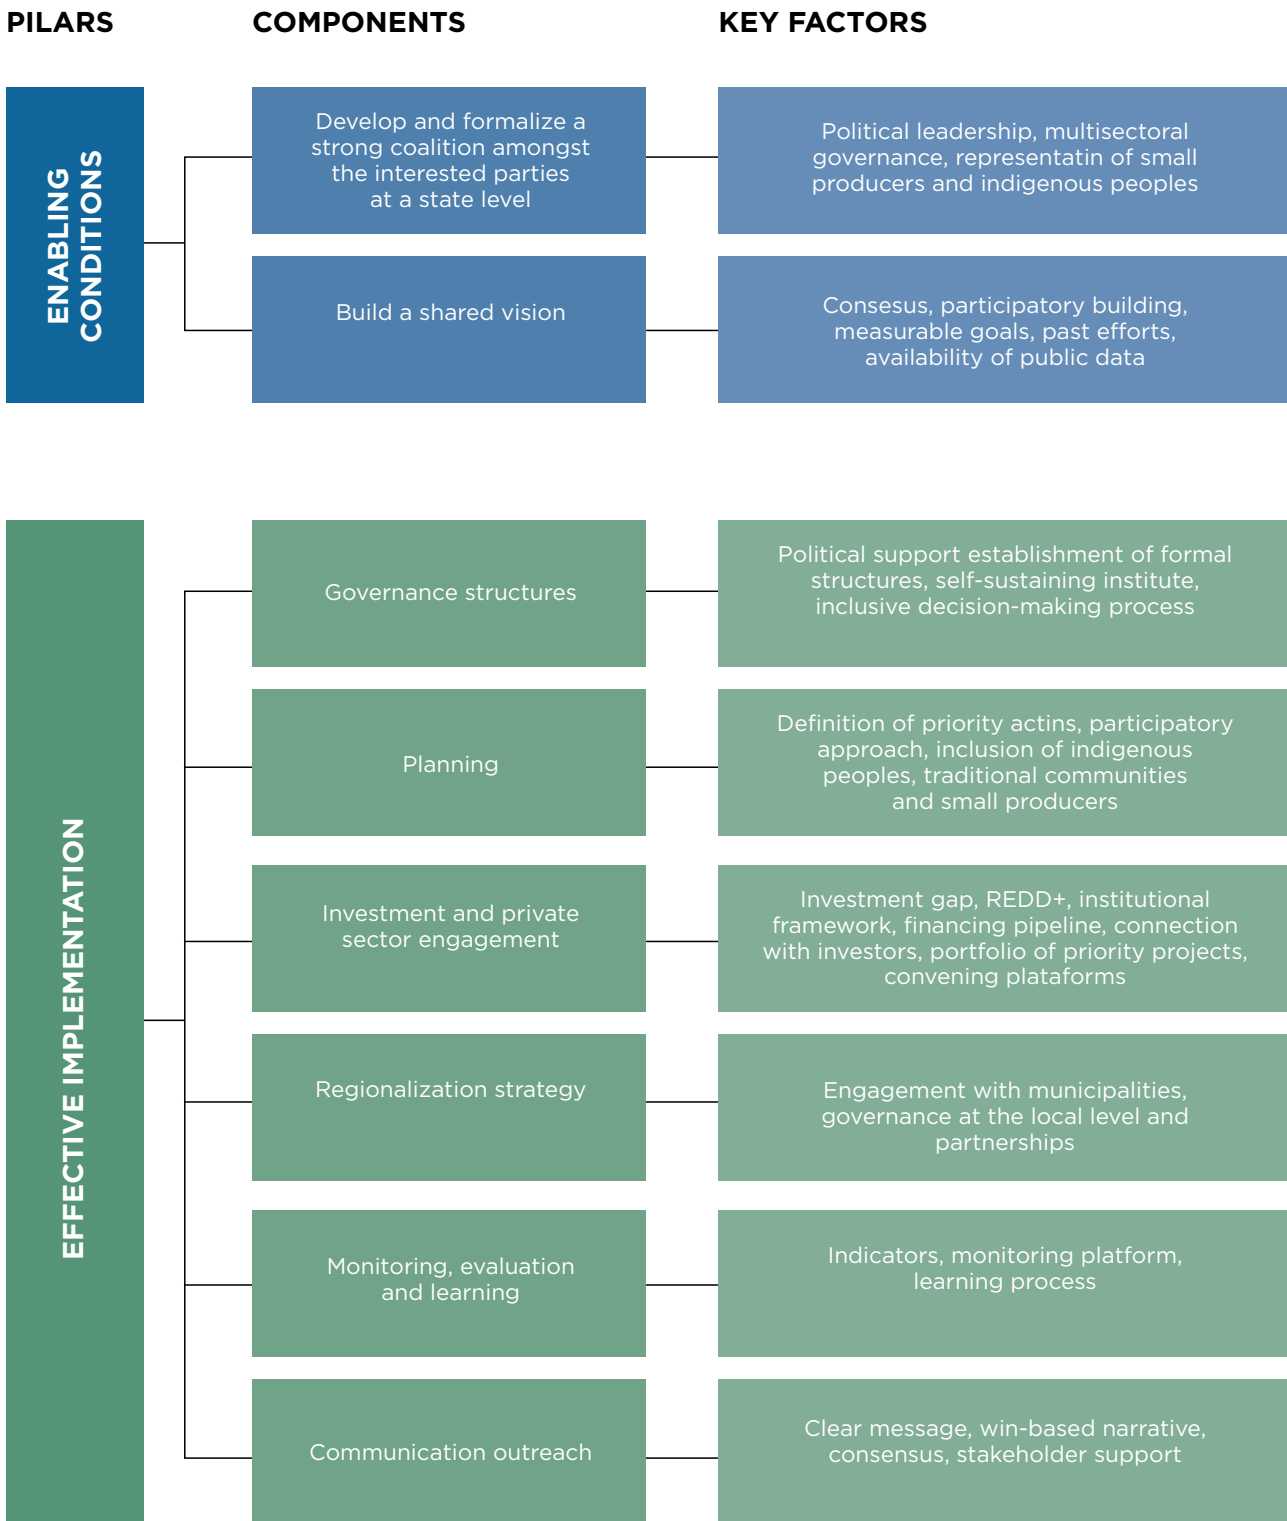 PILARS
COMPONENTS
KEY FACTORS
ENABLING
CONDITIONS
Develop and formalize a
strong coalition amongst
the interested parties
at a state level
Political leadership, multisectoral
governance, representatin of small
producers and indigenous peoples
Build a shared vision
Consesus, participatory building,
measurable goals, past efforts,
availability of public data
EFFECTIVE IMPLEMENTATION
Governance structures
Political support establishment of formal
structures, self-sustaining institute,
inclusive decision-making process
Planning
Definition of priority actins, participatory
approach, inclusion of indigenous
peoples, traditional communities
and small producers
Investment and private
sector engagement
Investment gap, REDD+, institutional
framework, financing pipeline, connection
with investors, portfolio of priority projects,
convening plataforms
Regionalization strategy
Engagement with municipalities,
governance at the local level and
partnerships
Monitoring, evaluation
and learning
Indicators, monitoring platform,
learning process
Communication outreach
Clear message, win-based narrative,
consensus, stakeholder support